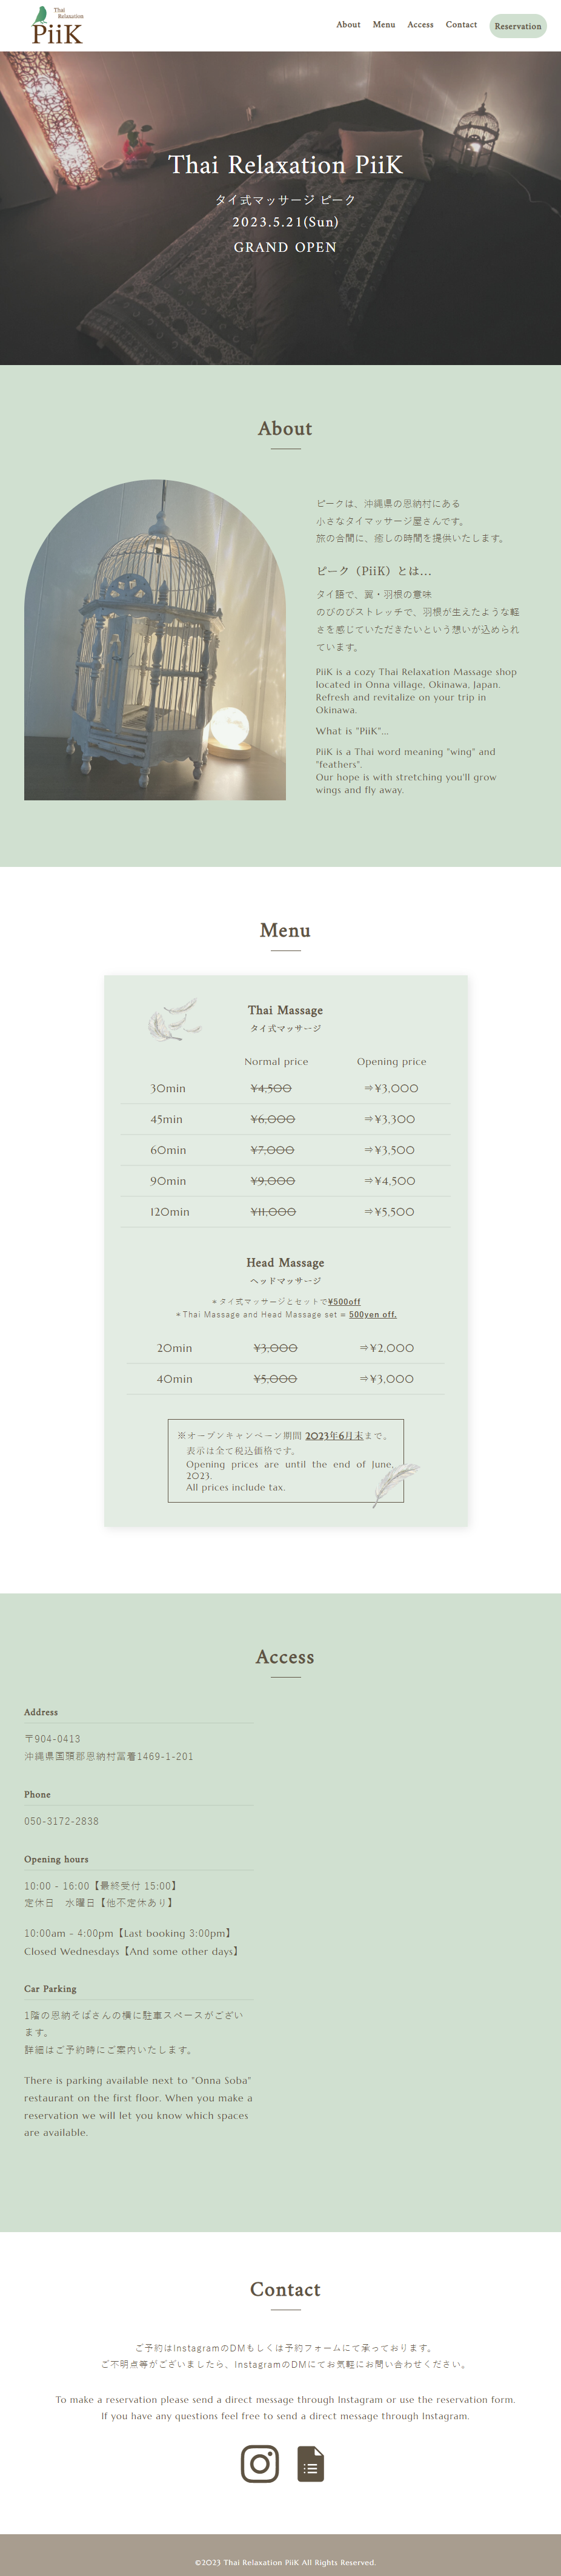 Thai
Relaxation
PiiK
About Menu Access Contact Reservation
Thai Relaxation PiiK
タイ式マッサージ ピーク
2023.5.21(Sun)
GRAND OPEN
About
ピークは、沖縄県の恩納村にある
小さなタイマッサージ屋さんです。
旅の合間に、癒しの時間を提供いたします。
ピーク（PiiK）とは...
タイ語で、翼・羽根の意味
のびのびストレッチで、羽根が生えたような軽
さを感じていただきたいという想いが込められ
ています。
PiiK is a cozy Thai Relaxation Massage shop
located in Onna village, Okinawa, Japan.
Refresh and revitalize on your trip in
Okinawa.
What is "PiiK"...
PiiK is a Thai word meaning "wing" and
"feathers".
Our hope is with stretching you'll grow
wings and fly away.
Menu
Thai Massage
タイ式マッサージ
Normal price Opening price
30min ¥4,500 ⇒¥3,000
45min ¥6,000 ⇒¥3,300
60min ¥7,000 ⇒¥3,500
90min ¥9,000 ⇒¥4,500
120min ¥11,000 ⇒¥5,500
Head Massage
ヘッドマッサージ
＊タイ式マッサージとセットで¥500off
＊Thai Massage and Head Massage set = 500yen off.
20min ¥3,000 ⇒¥2,000
40min ¥5,000 ⇒¥3,000
※オープンキャンペーン期間 2023年6月末まで。
表示は全て税込価格です。
Opening prices are until the end of June,
2023.
All prices include tax.
Access
Address
〒904-0413
沖縄県国頭郡恩納村冨着1469-1-201
Phone
050-3172-2838
Opening hours
10:00 - 16:00【最終受付 15:00】
定休日　水曜日【他不定休あり】
10:00am - 4:00pm【Last booking 3:00pm】
Closed Wednesdays【And some other days】
Car Parking
1階の恩納そばさんの横に駐車スペースがござい
ます。
詳細はご予約時にご案内いたします。
There is parking available next to "Onna Soba"
restaurant on the first floor. When you make a
reservation we will let you know which spaces
are available.
Contact
ご予約はInstagramのDMもしくは予約フォームにて承っております。
ご不明点等がございましたら、InstagramのDMにてお気軽にお問い合わせください。
To make a reservation please send a direct message through Instagram or use the reservation form.
If you have any questions feel free to send a direct message through Instagram.
©2023 Thai Relaxation PiiK All Rights Reserved.